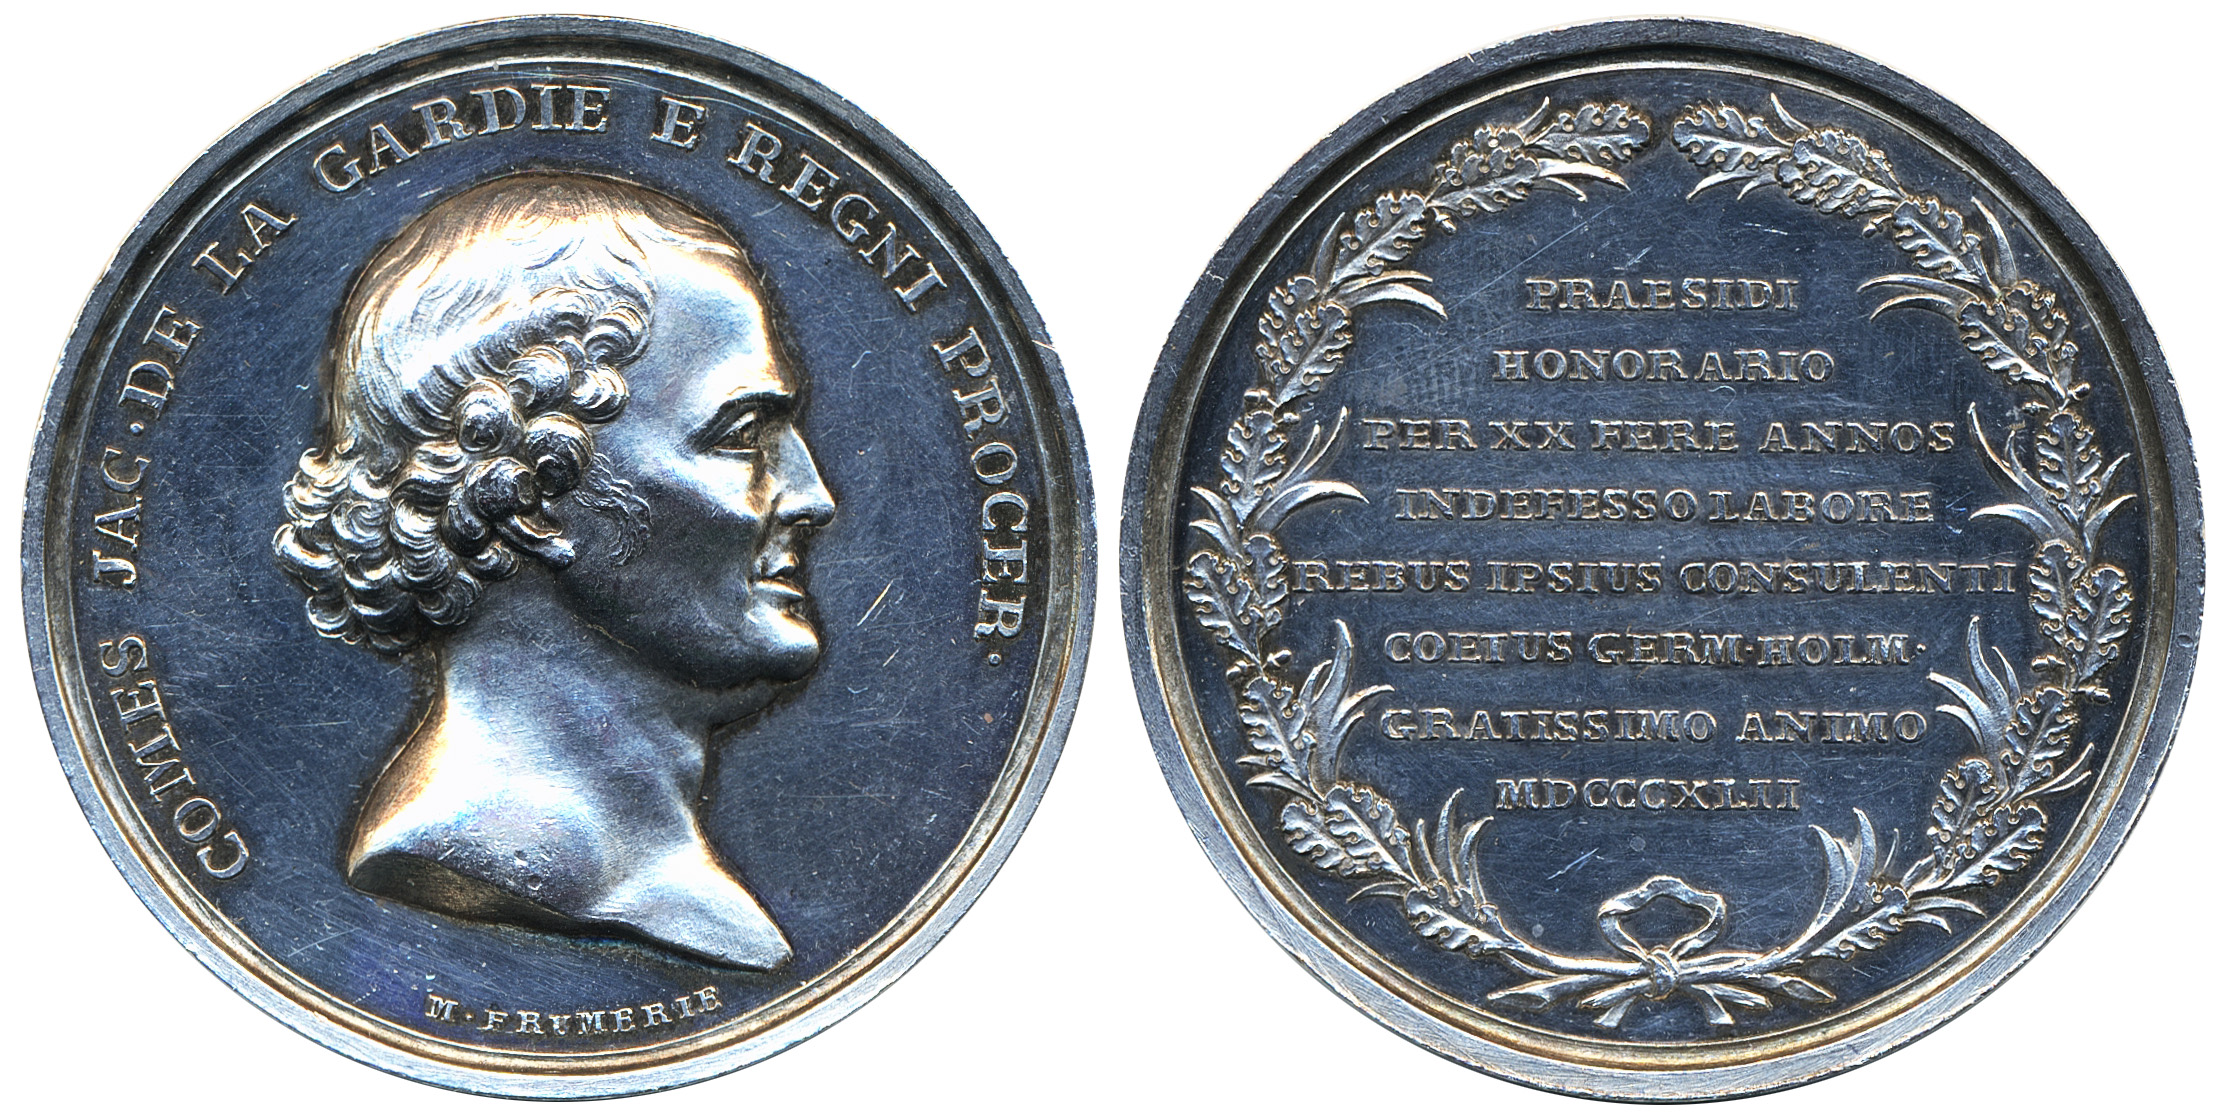 COMES JAC·DE LA GARDIE E REGNI PROCER·
M·FRUMERIE
PRAESIDI
HONORARIO
PER XX FERE ANNOS
INDEFESSO LABORE
REBUS IPSIUS CONSULENTI
COETUS GERM·HOLM·
GRATISSIMO ANIMO
MDCCCXLII